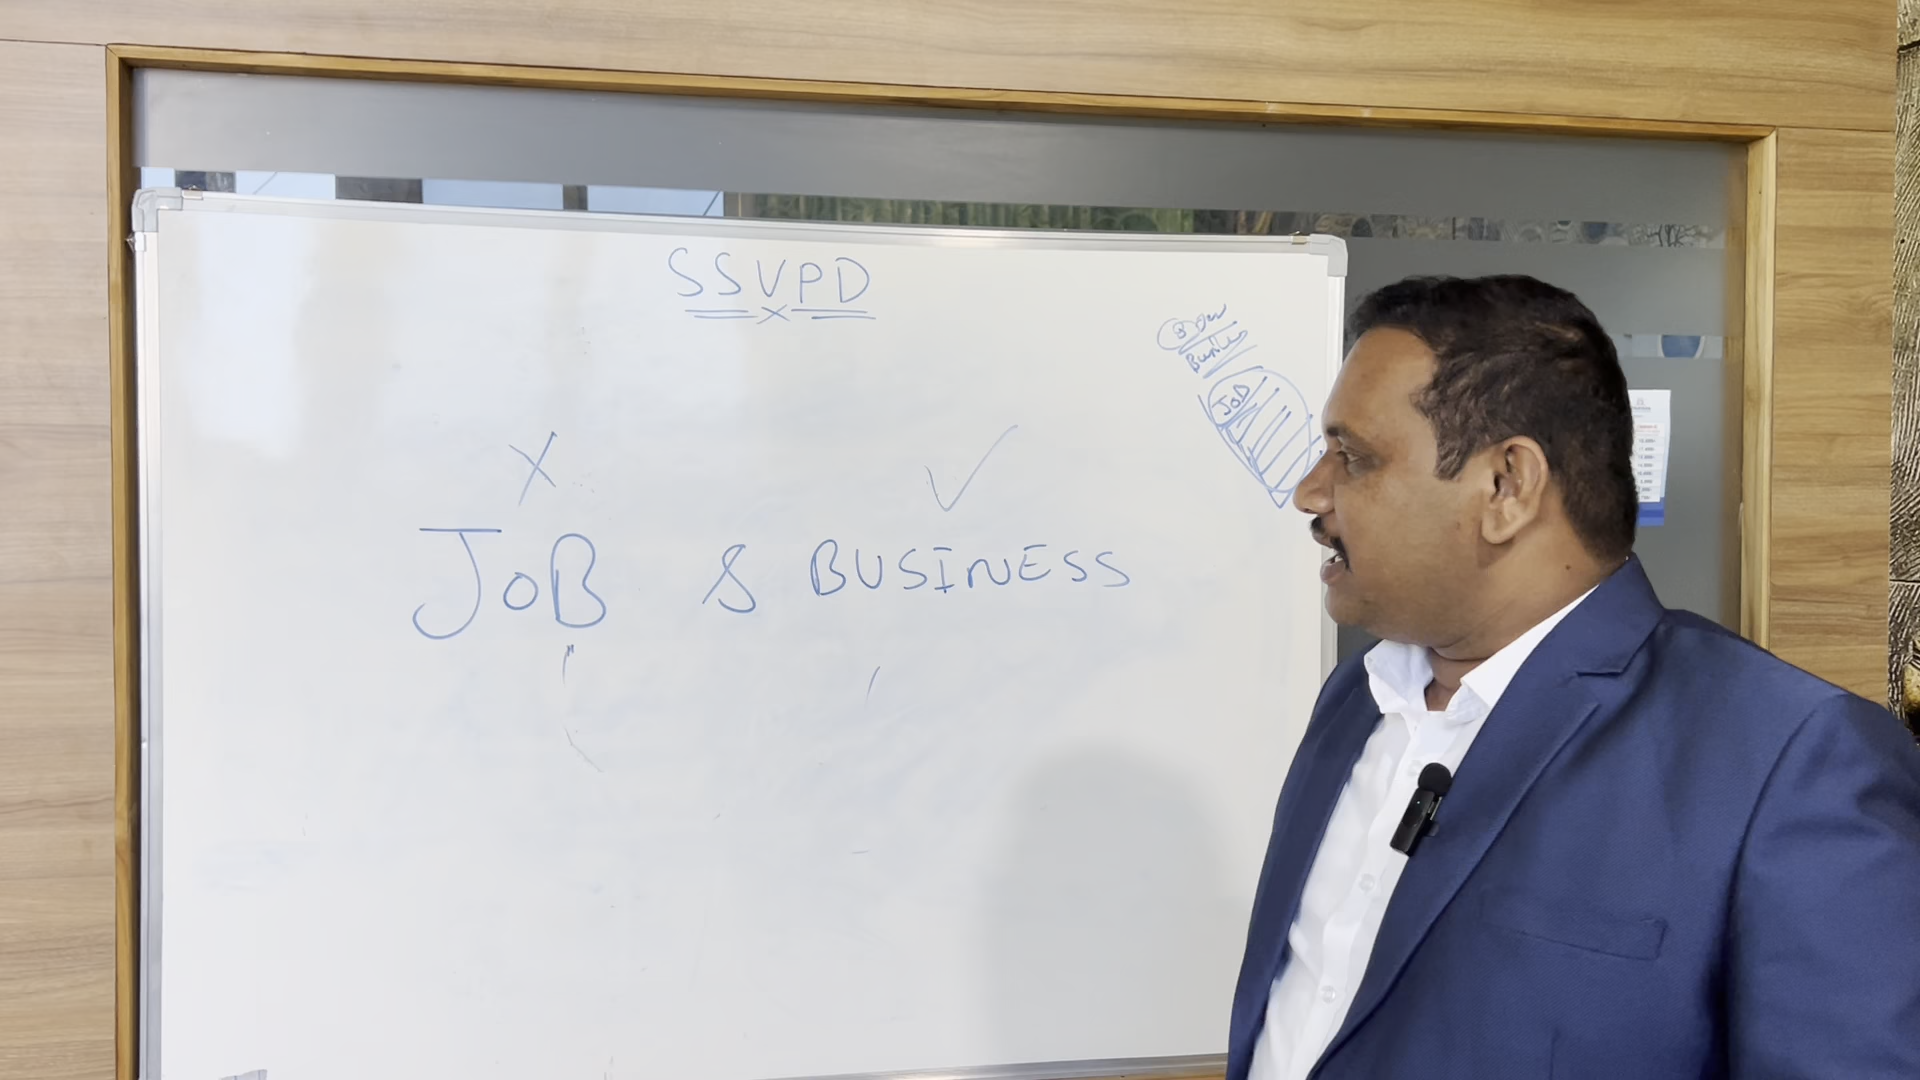 SSVPD
X
X ✓
JoB & BUSINESS
JOB